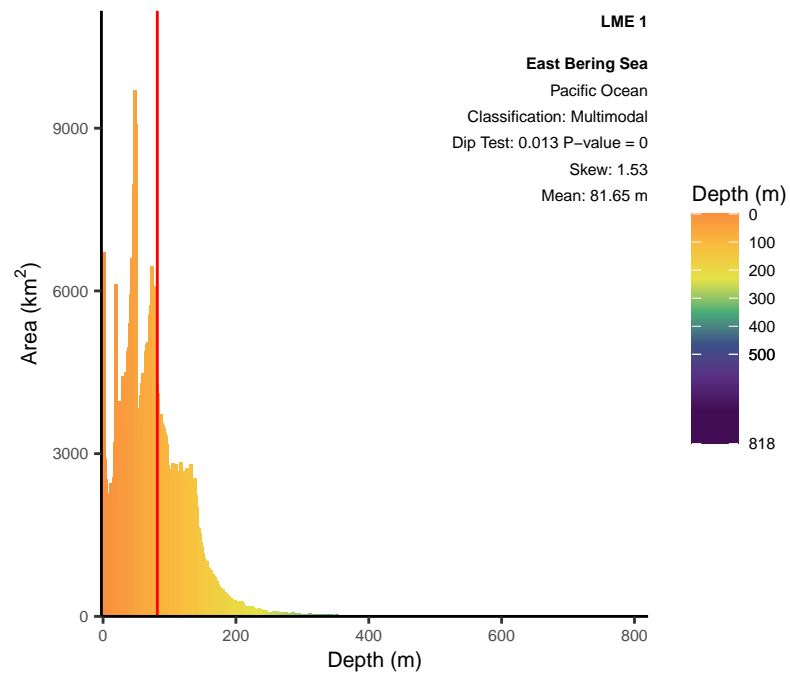 LME 1
East Bering Sea
Pacific Ocean
Classification: Multimodal
Dip Test: 0.013 P−value = 0
Skew: 1.53
Mean: 81.65 m
Area (km²)
9000
6000
3000
0
0 200 400 600 800
Depth (m)
Depth (m)
0
100
200
300
400
500
818